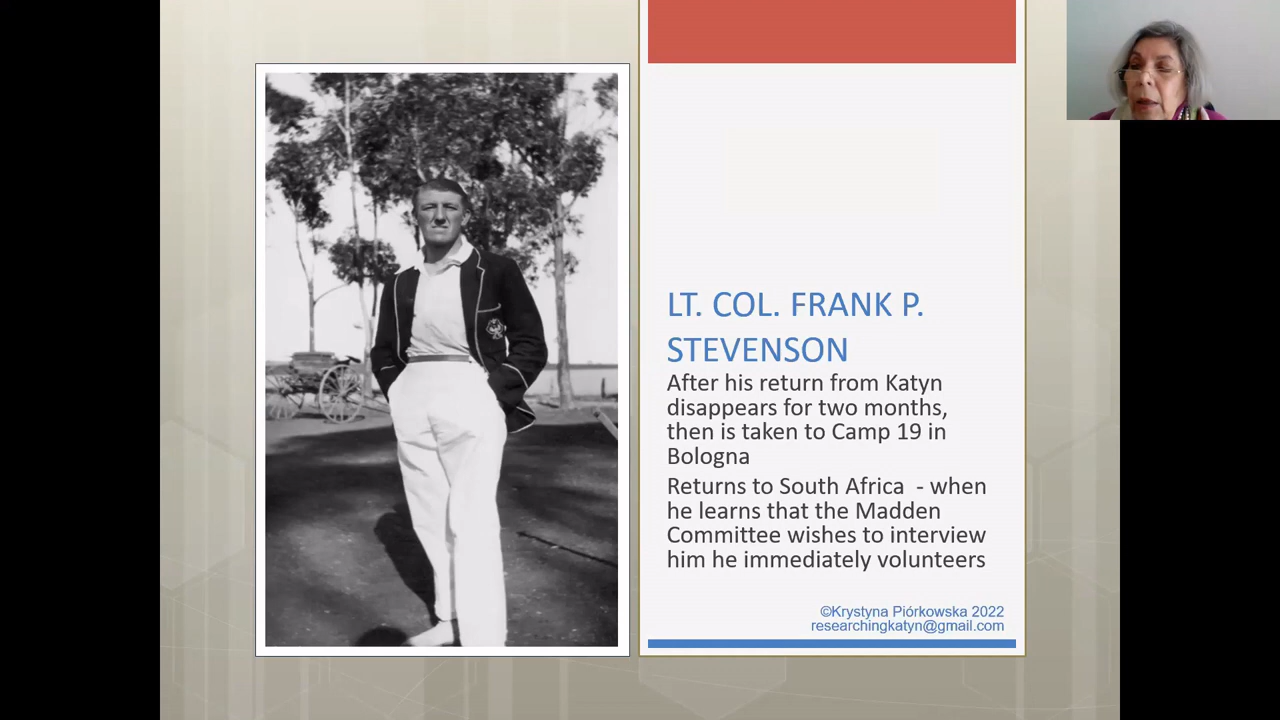 LT. COL. FRANK P.
STEVENSON
After his return from Katyn
disappears for two months,
then is taken to Camp 19 in
Bologna
Returns to South Africa  - when
he learns that the Madden
Committee wishes to interview
him he immediately volunteers
©Krystyna Piórkowska 2022
researchingkatyn@gmail.com